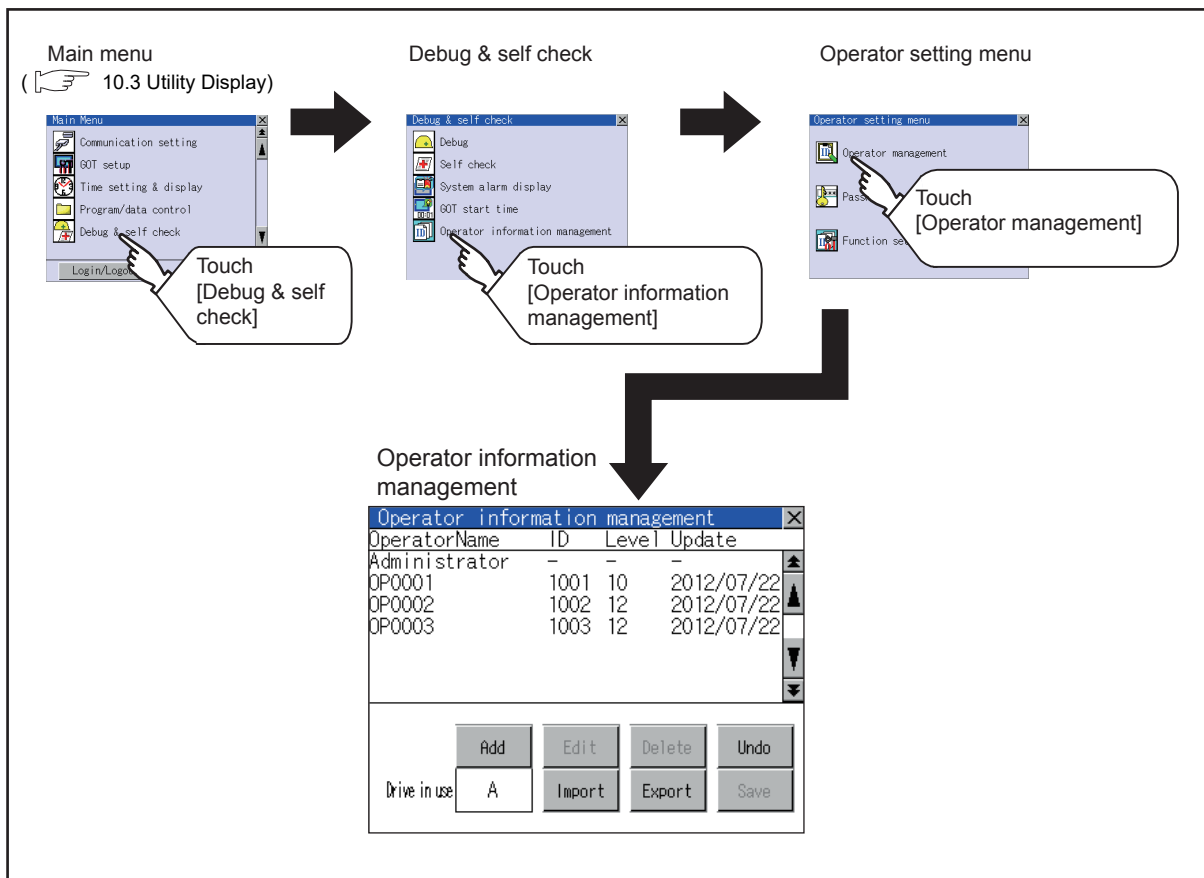 Main menu
( 10.3 Utility Display)
Main Menu
Communication setting
GOT setup
Time setting & display
Program/data control
Debug & self check
Touch
[Debug & self
check]
Debug & self check
Debug & self check
Debug
Self check
System alarm display
GOT start time
Operator information management
Touch
[Operator information
management]
Operator setting menu
Operator setting menu
Operator management
Function
Touch
[Operator management]
Operator information
management
Operator information management
OperatorName ID Level Update
Administrator – – –
OP0001 1001 10 2012/07/22
OP0002 1002 12 2012/07/22
OP0003 1003 12 2012/07/22
Add Edit Delete Undo
Drive in use A Import Export Save